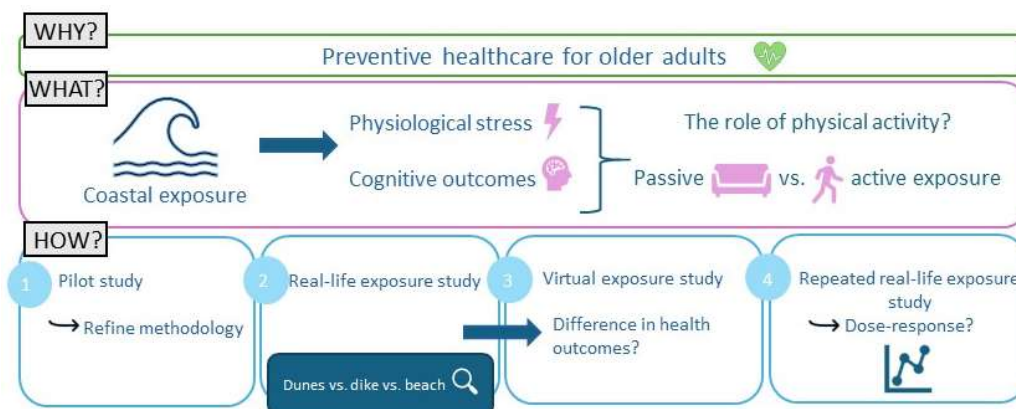 WHY?
Preventive healthcare for older adults
WHAT?
Coastal exposure
Physiological stress
Cognitive outcomes
The role of physical activity?
Passive vs. active exposure
HOW?
1 Pilot study
Refine methodology
2 Real-life exposure study
Dunes vs. dike vs. beach
3 Virtual exposure study
Difference in health
outcomes?
4 Repeated real-life exposure
study
Dose-response?